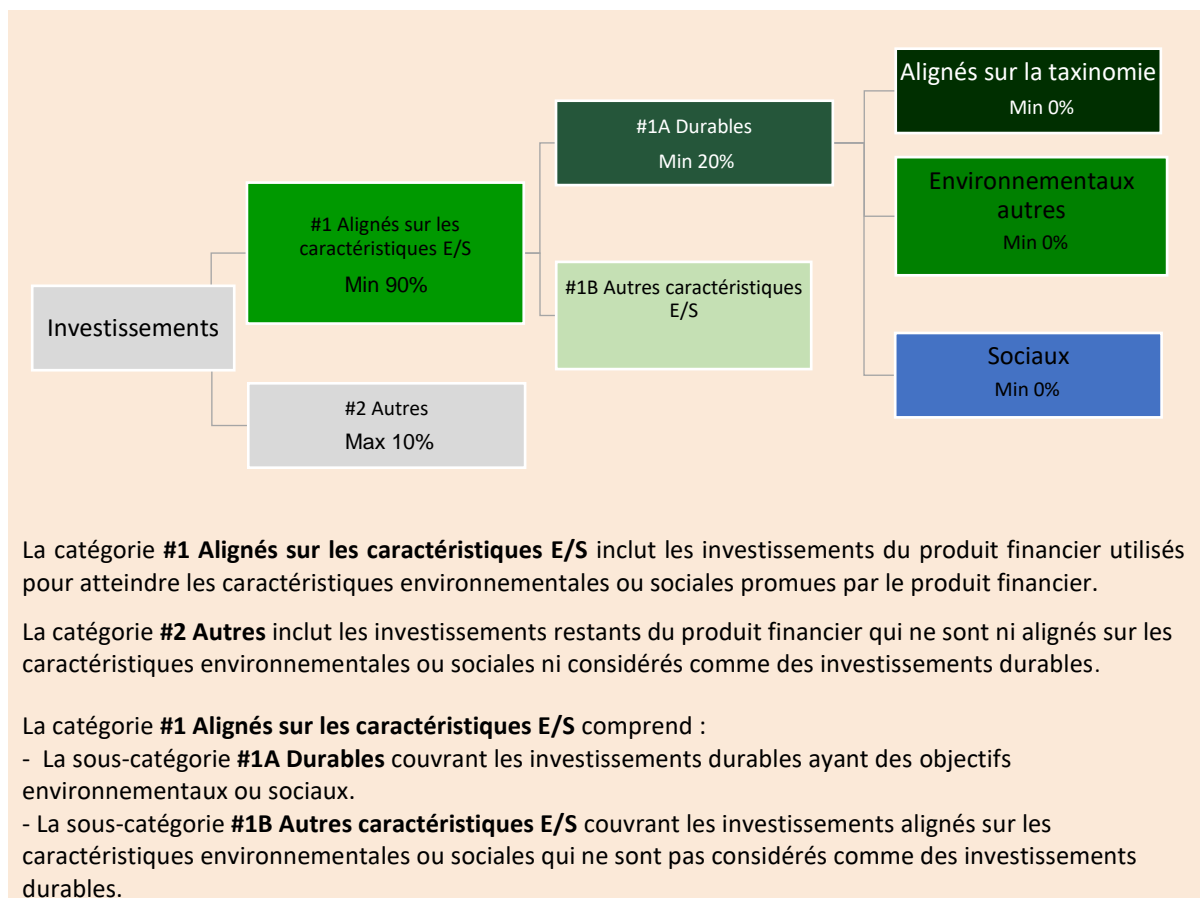 Alignés sur la taxinomie
Min 0%
#1A Durables
Min 20%
Environnementaux
autres
Min 0%
#1 Alignés sur les
caractéristiques E/S
Min 90%
#1B Autres caractéristiques
E/S
Investissements
Sociaux
Min 0%
#2 Autres
Max 10%
La catégorie #1 Alignés sur les caractéristiques E/S inclut les investissements du produit financier utilisés
pour atteindre les caractéristiques environnementales ou sociales promues par le produit financier.
La catégorie #2 Autres inclut les investissements restants du produit financier qui ne sont ni alignés sur les
caractéristiques environnementales ou sociales ni considérés comme des investissements durables.
La catégorie #1 Alignés sur les caractéristiques E/S comprend :
- La sous-catégorie #1A Durables couvrant les investissements durables ayant des objectifs
environnementaux ou sociaux.
- La sous-catégorie #1B Autres caractéristiques E/S couvrant les investissements alignés sur les
caractéristiques environnementales ou sociales qui ne sont pas considérés comme des investissements
durables.